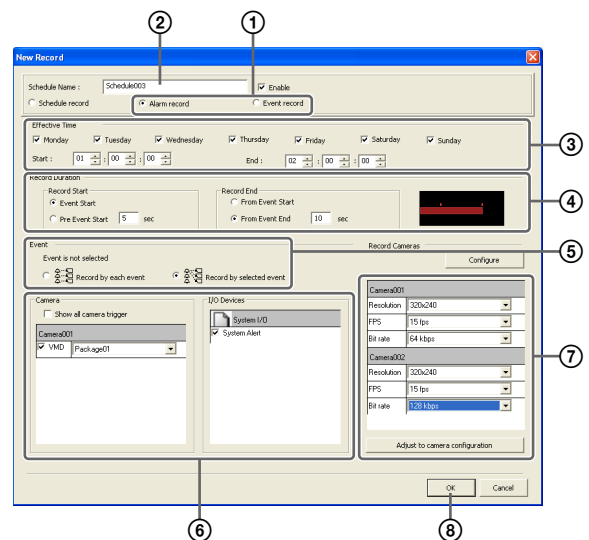 ① ②
New Record
Schedule Name : Schedule003 Enable
Schedule record Alarm record Event record
Effective Time
Monday Tuesday Wednesday Thursday Friday Saturday Sunday
Start : 01 : 00 : 00 End : 02 : 00 : 00
③
Record Duration
Record Start
Event Start
Pre Event Start 5 sec
Record End
From Event Start
From Event End 10 sec
④
Event
Event is not selected
Record by each event Record by selected event
⑤
Record Cameras
Configure
Camera
Show all camera trigger
Camera001
VMD Package01
I/O Devices
System I/O
System Alert
Camera001
Resolution 320x240
FPS 15 fps
Bit rate 64 kbps
Camera002
Resolution 320x240
FPS 15 fps
Bit rate 128 kbps
Adjust to camera configuration
⑦
OK Cancel
⑥ ⑧